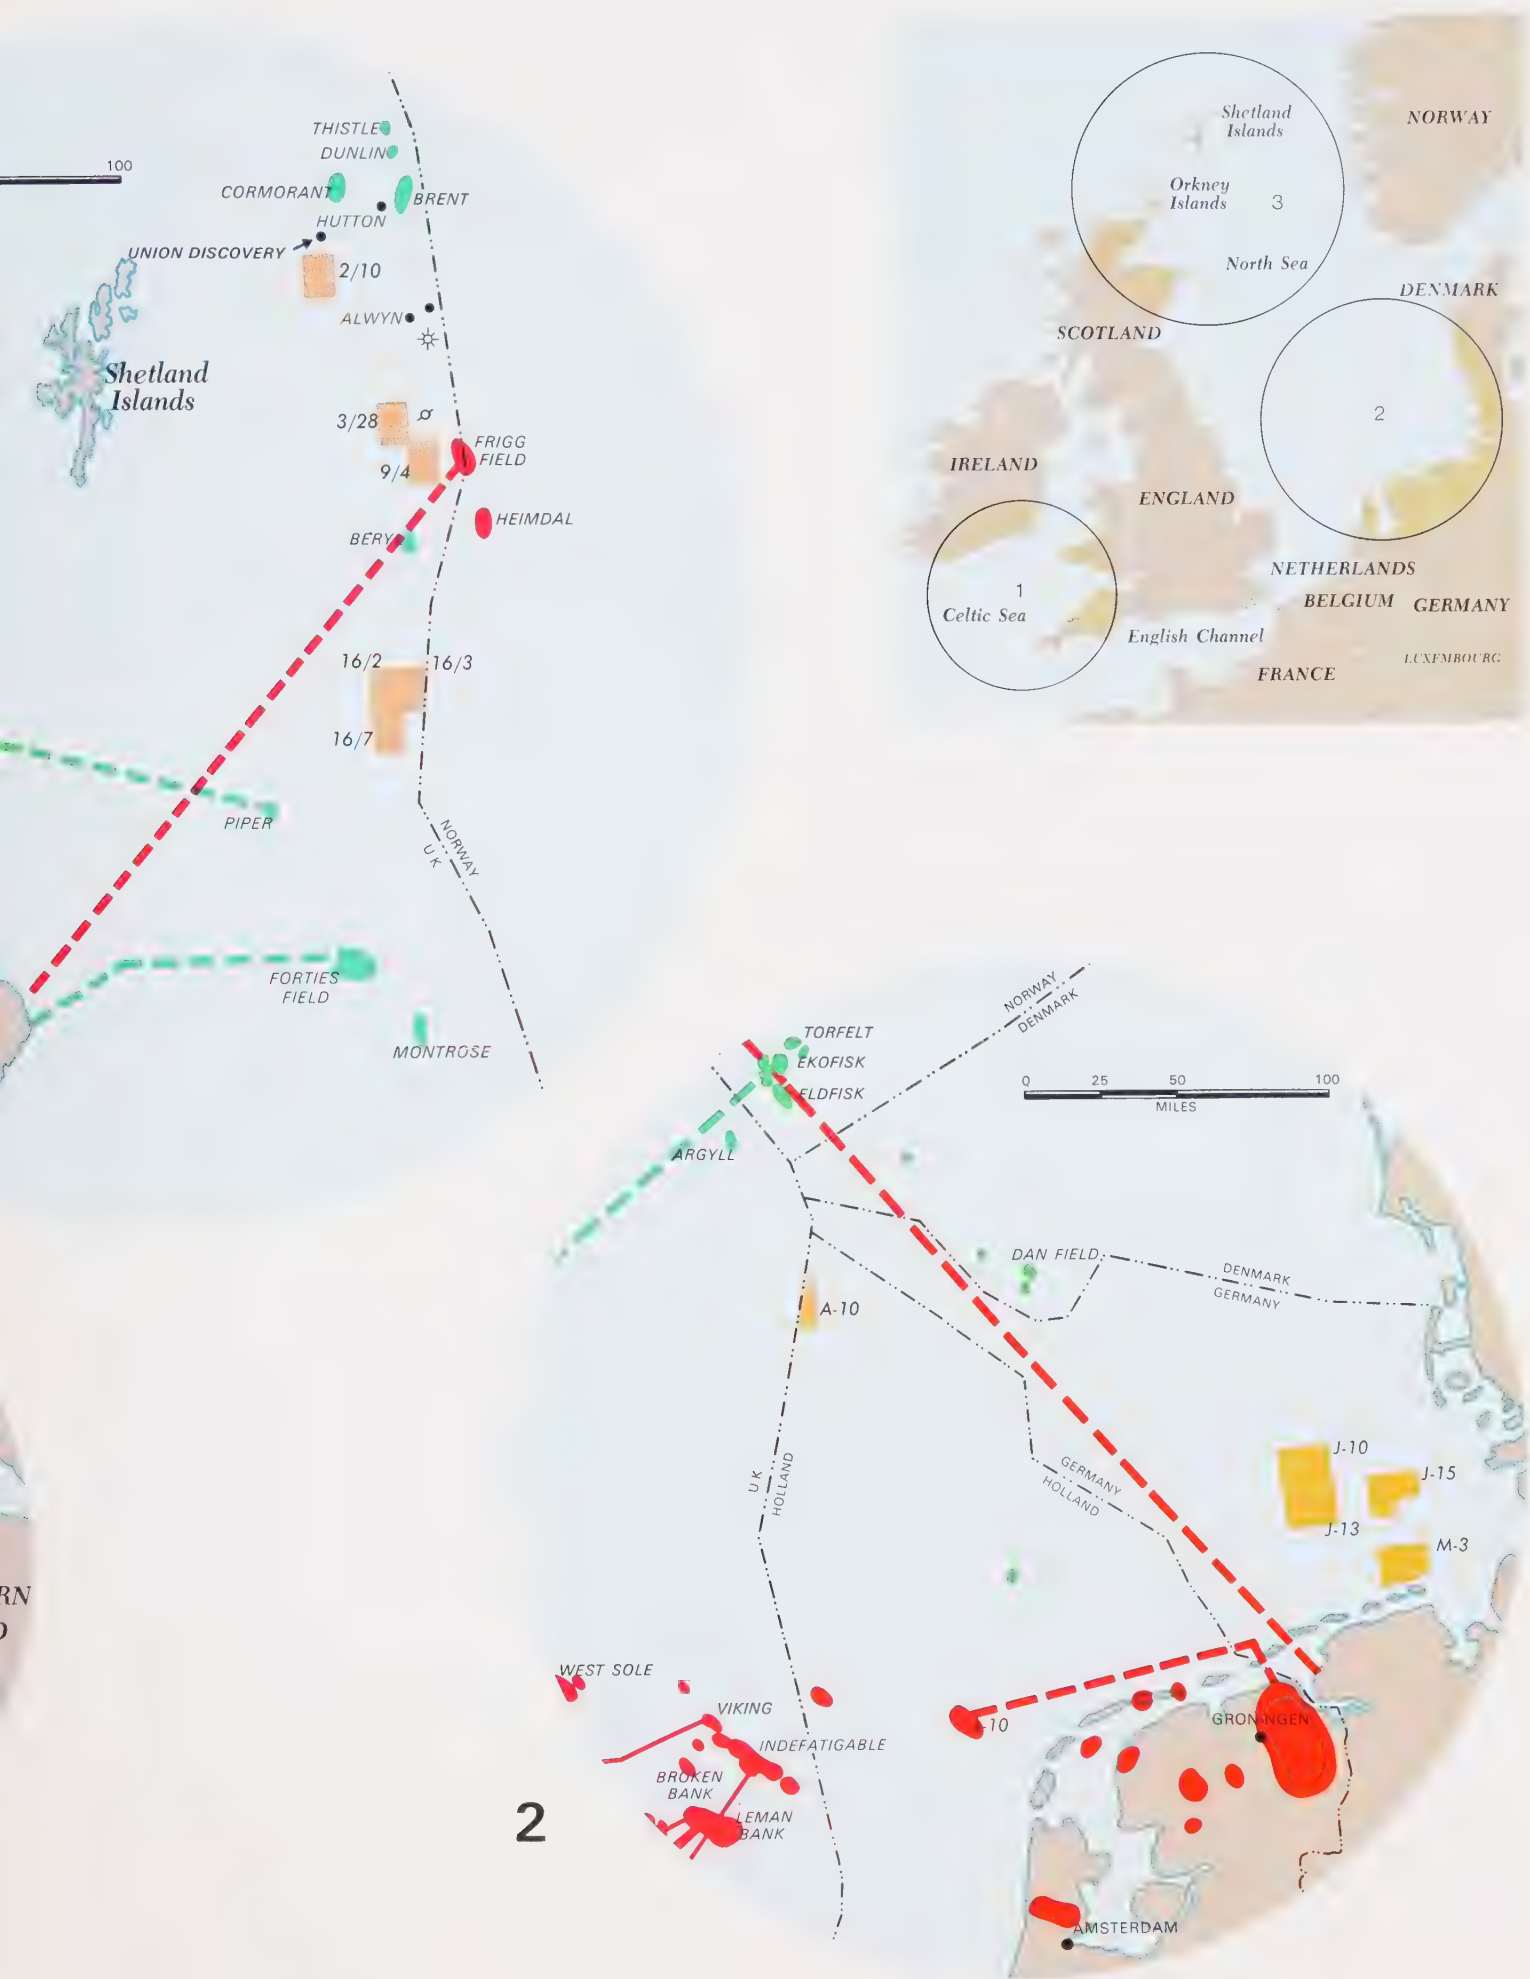 100
THISTLE
DUNLIN
CORMORANT
BRENT
HUTTON
UNION DISCOVERY
2/10
ALWYN
Shetland
Islands
3/28
9/4
FRIGG
FIELD
HEIMDAL
BERYL
16/2
16/3
16/7
PIPER
NORWAY
UK
FORTIES
FIELD
MONTROSE
Shetland
Islands
NORWAY
Orkney
Islands
3
North Sea
DENMARK
SCOTLAND
2
IRELAND
ENGLAND
1
Celtic Sea
NETHERLANDS
BELGIUM
GERMANY
English Channel
LUXEMBOURG
FRANCE
NORWAY
DENMARK
TORFELT
EKOFISK
ELDFISK
ARGYLL
0 25 50 100
MILES
DAN FIELD
DENMARK
GERMANY
A-10
UK
HOLLAND
GERMANY
HOLLAND
J-10
J-15
J-13
M-3
RN
WEST SOLE
VIKING
INDEFATIGABLE
BROKEN
BANK
LEMAN
BANK
-10
GRONINGEN
2
AMSTERDAM